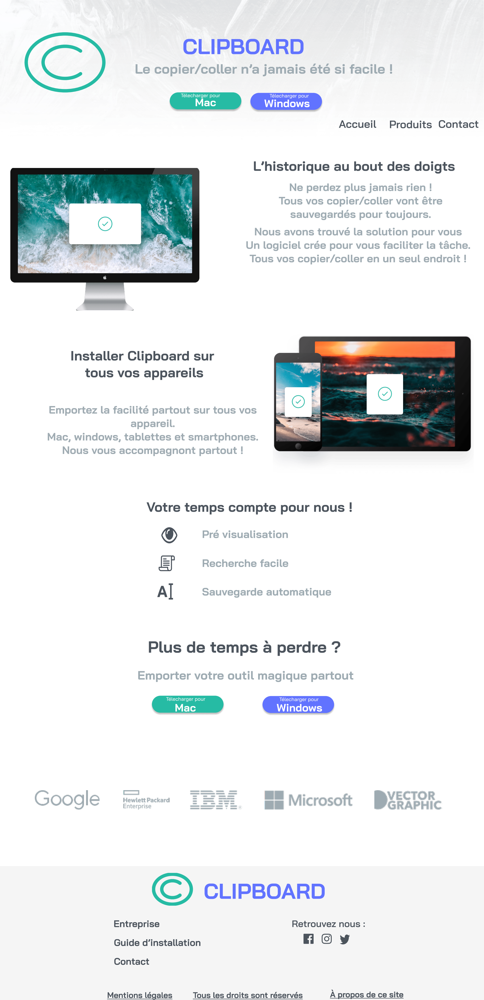 CLIPBOARD
Le copier/coller n’a jamais été si facile !
Télecharger pour
Mac
Télecharger pour
Windows
Accueil Produits Contact
L’historique au bout des doigts
Ne perdez plus jamais rien !
Tous vos copier/coller vont être
sauvegardés pour toujours.
Nous avons trouvé la solution pour vous
Un logiciel crée pour vous faciliter la tâche.
Tous vos copier/coller en un seul endroit !
Installer Clipboard sur
tous vos appareils
Emportez la facilité partout sur tous vos
appareil.
Mac, windows, tablettes et smartphones.
Nous vous accompagnont partout !
Votre temps compte pour nous !
Pré visualisation
Recherche facile
A
Sauvegarde automatique
Plus de temps à perdre ?
Emporter votre outil magique partout
Télecharger pour
Mac
Télecharger pour
Windows
Google
Hewlett Packard
Enterprise
IBM
Microsoft
VECTOR
GRAPHIC
C CLIPBOARD
Entreprise
Guide d’installation
Contact
Retrouvez nous :
Mentions légales
Tous les droits sont réservés
À propos de ce site